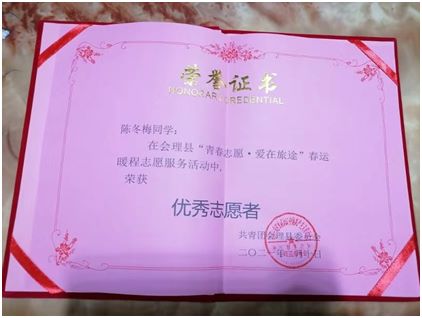 荣誉证书
HONORARY CREDENTIAL
陈冬梅同学：
在会理县“青春志愿·爱在旅途”春运
暖程志愿服务活动中，
荣获
优秀志愿者
共青团会理县委员会